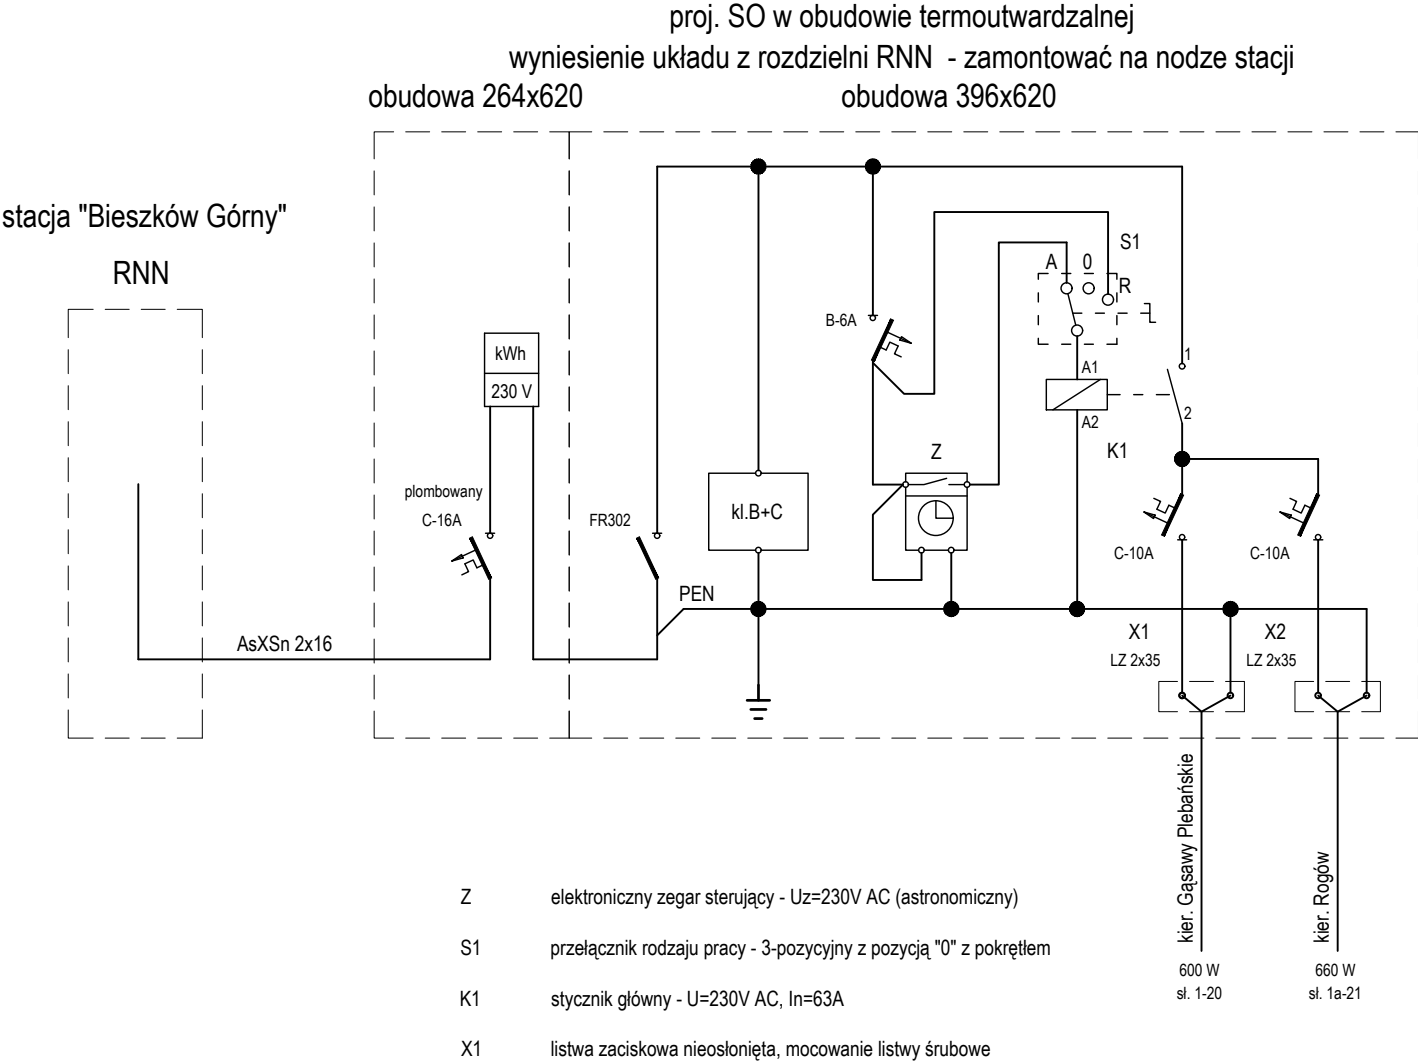 proj. SO w obudowie termoutwardzalnej
wyniesienie układu z rozdzielni RNN - zamontować na nodze stacji
obudowa 264x620
obudowa 396x620
stacja "Bieszków Górny"
RNN
S1
A
0
R
B-6A
kWh
230 V
1
A1
A2
2
K1
Z
plombowany
C-16A
FR302
kl.B+C
C-10A
C-10A
PEN
AsXSn 2x16
X1
X2
LZ 2x35
LZ 2x35
kier. Gąsawy Plebańskie
kier. Rogów
600 W
sł. 1-20
660 W
sł. 1a-21
Z elektroniczny zegar sterujący - Uz=230V AC (astronomiczny)
S1 przełącznik rodzaju pracy - 3-pozycyjny z pozycją "0" z pokrętłem
K1 stycznik główny - U=230V AC, In=63A
X1 listwa zaciskowa nieosłonięta, mocowanie listwy śrubowe